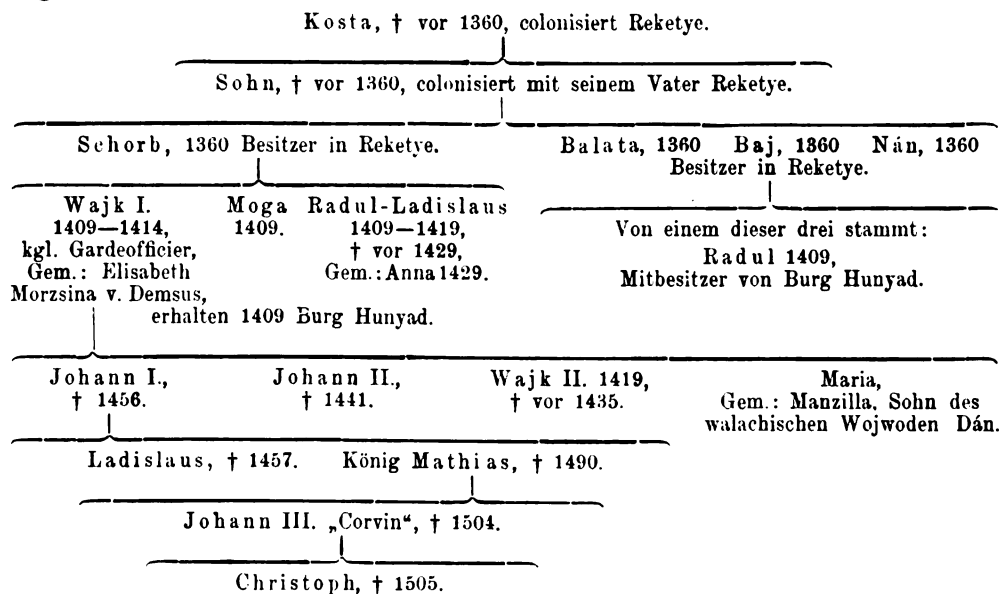 Kosta, † vor 1360, colonisiert Reketye.
Sohn, † vor 1360, colonisiert mit seinem Vater Reketye.
Schorb, 1360 Besitzer in Reketye.
Balata, 1360 Baj, 1360 Nán, 1360
Besitzer in Reketye.
Wajk I.
1409—1414,
kgl. Gardeofficier,
Gem.: Elisabeth
Morzsina v. Demsus,
Moga
1409.
Radul-Ladislaus
1409—1419,
† vor 1429,
Gem.: Anna 1429.
erhalten 1409 Burg Hunyad.
Von einem dieser drei stammt:
Radul 1409,
Mitbesitzer von Burg Hunyad.
Johann I.,
† 1456.
Johann II.,
† 1441.
Wajk II. 1419,
† vor 1435.
Maria,
Gem.: Manzilla, Sohn des
walachischen Wojwoden Dán.
Ladislaus, † 1457. König Mathias, † 1490.
Johann III. „Corvin“, † 1504.
Christoph, † 1505.